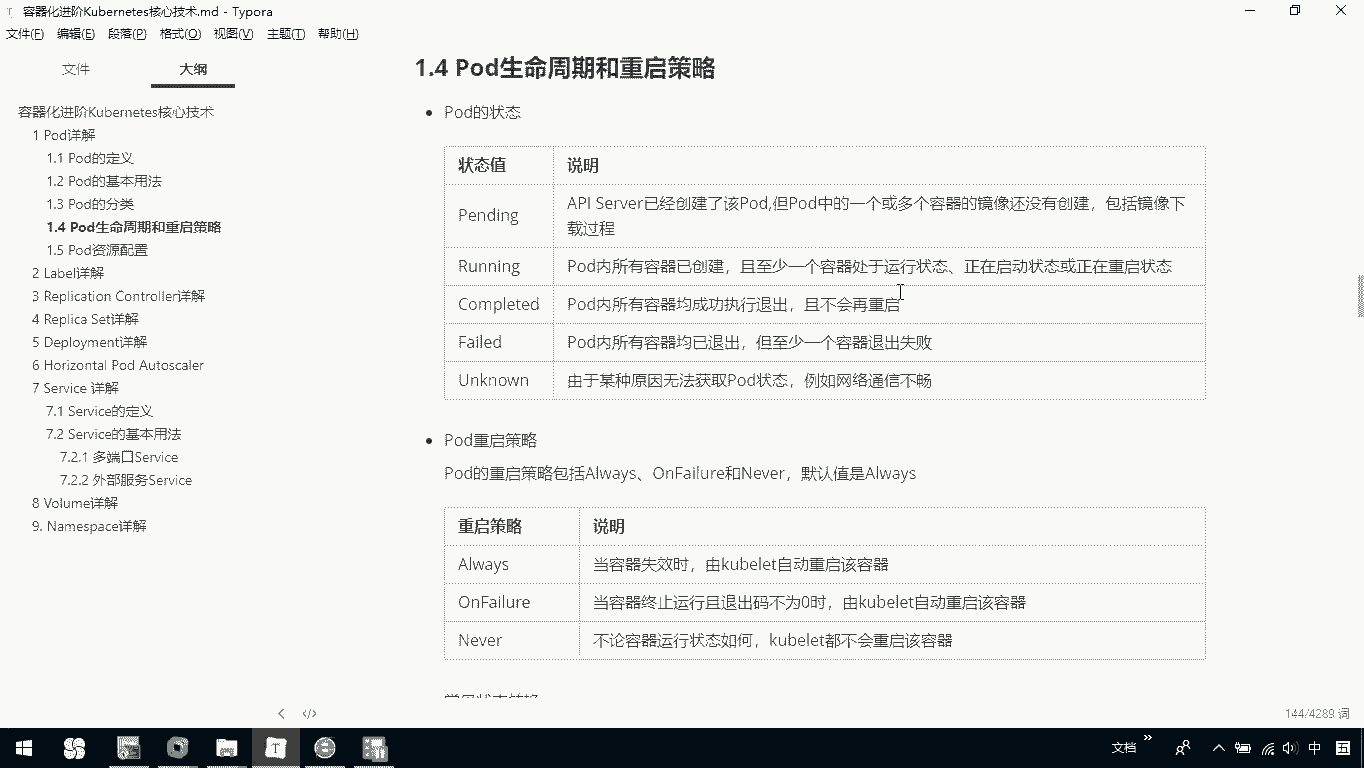 容器化进阶Kubernetes核心技术.md - Typora
文件(F) 编辑(E) 段落(P) 格式(O) 视图(V) 主题(T) 帮助(H)
文件 大纲
容器化进阶Kubernetes核心技术
1 Pod详解
1.1 Pod的定义
1.2 Pod的基本用法
1.3 Pod的分类
1.4 Pod生命周期和重启策略
1.5 Pod资源配置
2 Label详解
3 Replication Controller详解
4 Replica Set详解
5 Deployment详解
6 Horizontal Pod Autoscaler
7 Service 详解
7.1 Service的定义
7.2 Service的基本用法
7.2.1 多端口Service
7.2.2 外部服务Service
8 Volume详解
9. Namespace详解
1.4 Pod生命周期和重启策略
Pod的状态
状态值 说明
Pending API Server已经创建了该Pod,但Pod中的一个或多个容器的镜像还没有创建，包括镜像下
载过程
Running Pod内所有容器已创建，且至少一个容器处于运行状态、正在启动状态或正在重启状态
Completed Pod内所有容器均成功执行退出，且不会再重启
Failed Pod内所有容器均已退出，但至少一个容器退出失败
Unknown 由于某种原因无法获取Pod状态，例如网络通信不畅
Pod重启策略
Pod的重启策略包括Always、OnFailure和Never，默认值是Always
重启策略 说明
Always 当容器失效时，由kubelet自动重启该容器
OnFailure 当容器终止运行且退出码不为0时，由kubelet自动重启该容器
Never 不论容器运行状态如何，kubelet都不会重启该容器
144/4289 词
文档 中 五